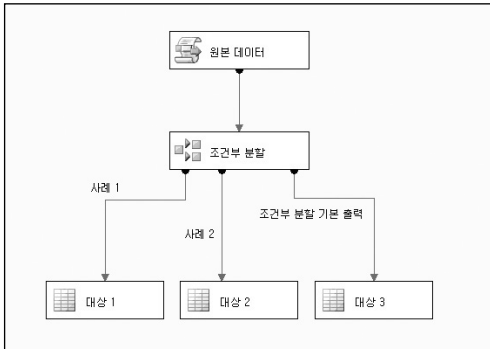 원본 데이터
조건부 분할
사례 1
사례 2
조건부 분할 기본 출력
대상 1
대상 2
대상 3